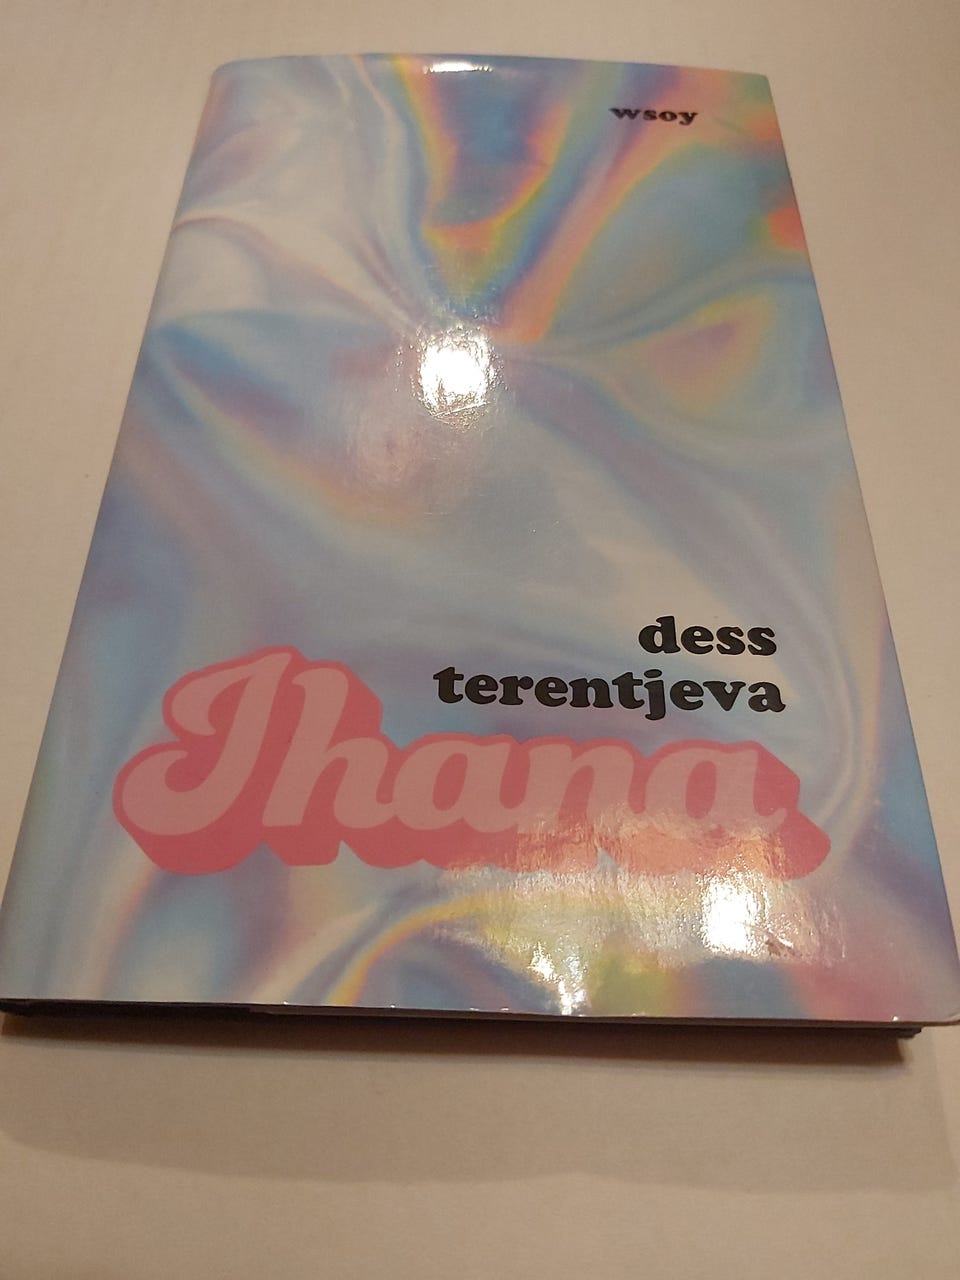 wsoy
dess
terentjeva
Ihana